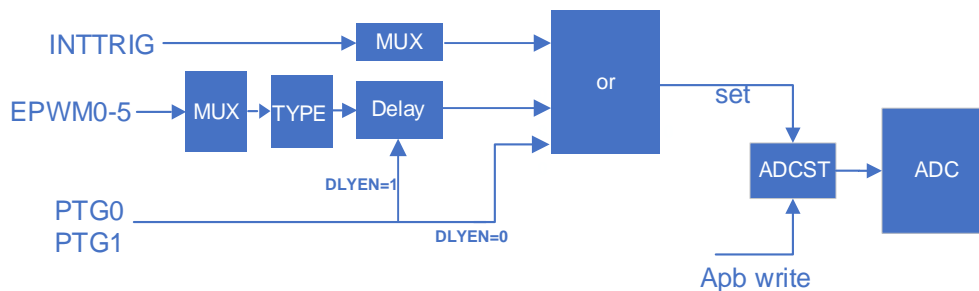 INTTRIG
MUX
or
EPWM0-5
MUX
TYPE
Delay
set
DLYEN=1
ADCST
ADC
PTG0
PTG1
DLYEN=0
Apb write